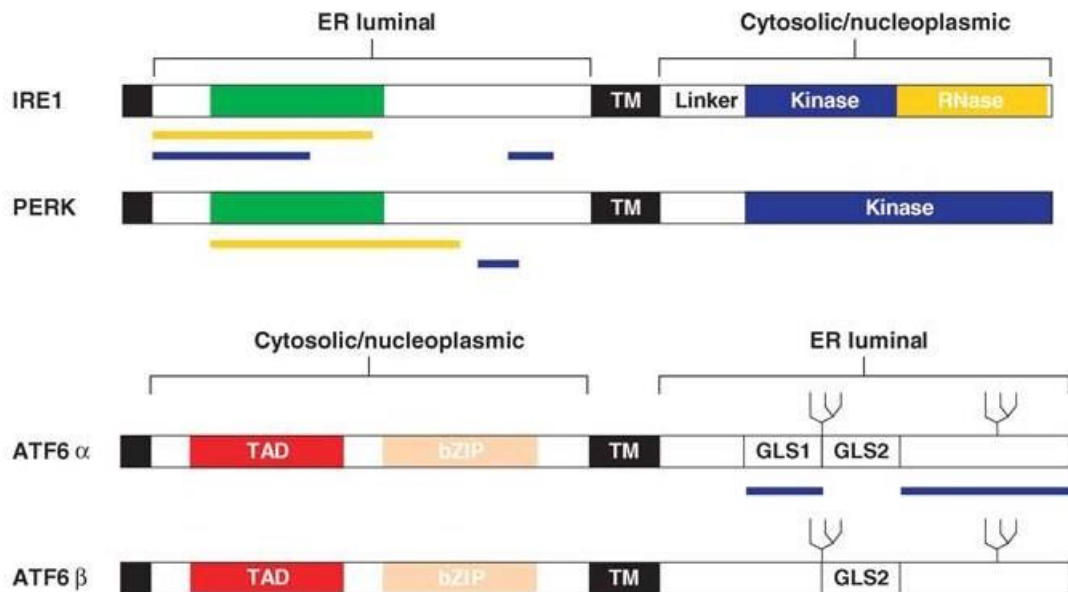 ER luminal Cytosolic/nucleoplasmic
IRE1 TM Linker Kinase RNase
PERK TM Kinase
Cytosolic/nucleoplasmic ER luminal
ATF6 α TAD bZIP TM GLS1 GLS2
ATF6 β TAD bZIP TM GLS2